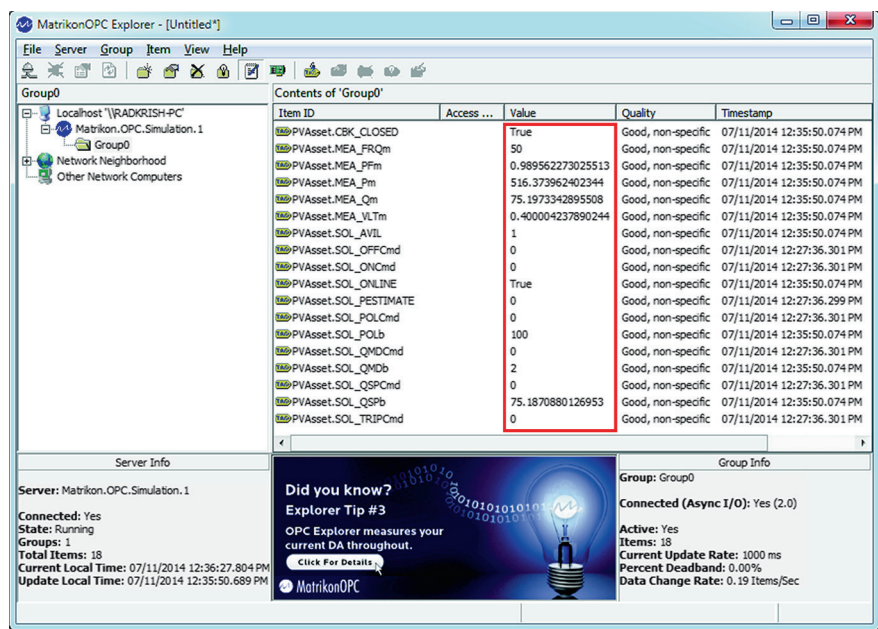 MatrikonOPC Explorer - [Untitled*]
File Server Group Item View Help
Group0
Contents of 'Group0'
Localhost '\\RADKRISH-PC'
Matrikon.OPC.Simulation.1
Group0
Network Neighborhood
Other Network Computers
Item ID Access ... Value Quality Timestamp
PVAsset.CBK_CLOSED True Good, non-specific 07/11/2014 12:35:50.074 PM
PVAsset.MEA_FRQm 50 Good, non-specific 07/11/2014 12:35:50.074 PM
PVAsset.MEA_PFm 0.989562273025513 Good, non-specific 07/11/2014 12:35:50.074 PM
PVAsset.MEA_Pm 516.373962402344 Good, non-specific 07/11/2014 12:35:50.074 PM
PVAsset.MEA_Qm 75.1973342895508 Good, non-specific 07/11/2014 12:35:50.074 PM
PVAsset.MEA_VLTm 0.400004237890244 Good, non-specific 07/11/2014 12:35:50.074 PM
PVAsset.SOL_AVIL 1 Good, non-specific 07/11/2014 12:35:50.074 PM
PVAsset.SOL_OFFCmd 0 Good, non-specific 07/11/2014 12:27:36.301 PM
PVAsset.SOL_ONCmd 0 Good, non-specific 07/11/2014 12:27:36.301 PM
PVAsset.SOL_ONLINE True Good, non-specific 07/11/2014 12:35:50.074 PM
PVAsset.SOL_PESTIMATE 0 Good, non-specific 07/11/2014 12:27:36.299 PM
PVAsset.SOL_POLCmd 0 Good, non-specific 07/11/2014 12:27:36.301 PM
PVAsset.SOL_POLb 100 Good, non-specific 07/11/2014 12:35:50.074 PM
PVAsset.SOL_QMDCmd 0 Good, non-specific 07/11/2014 12:27:36.301 PM
PVAsset.SOL_QMDb 2 Good, non-specific 07/11/2014 12:35:50.074 PM
PVAsset.SOL_QSPCmd 0 Good, non-specific 07/11/2014 12:27:36.301 PM
PVAsset.SOL_QSPb 75.1870880126953 Good, non-specific 07/11/2014 12:35:50.074 PM
PVAsset.SOL_TRIPCmd 0 Good, non-specific 07/11/2014 12:27:36.301 PM
Server Info
Server: Matrikon.OPC.Simulation.1
Connected: Yes
State: Running
Groups: 1
Total Items: 18
Current Local Time: 07/11/2014 12:36:27.804 PM
Update Local Time: 07/11/2014 12:35:50.689 PM
Did you know?
Explorer Tip #3
OPC Explorer measures your
current DA throughout.
Click For Details
MatrikonOPC
Group Info
Group: Group0
Connected (Async I/O): Yes (2.0)
Active: Yes
Items: 18
Current Update Rate: 1000 ms
Percent Deadband: 0.00%
Data Change Rate: 0.19 Items/Sec